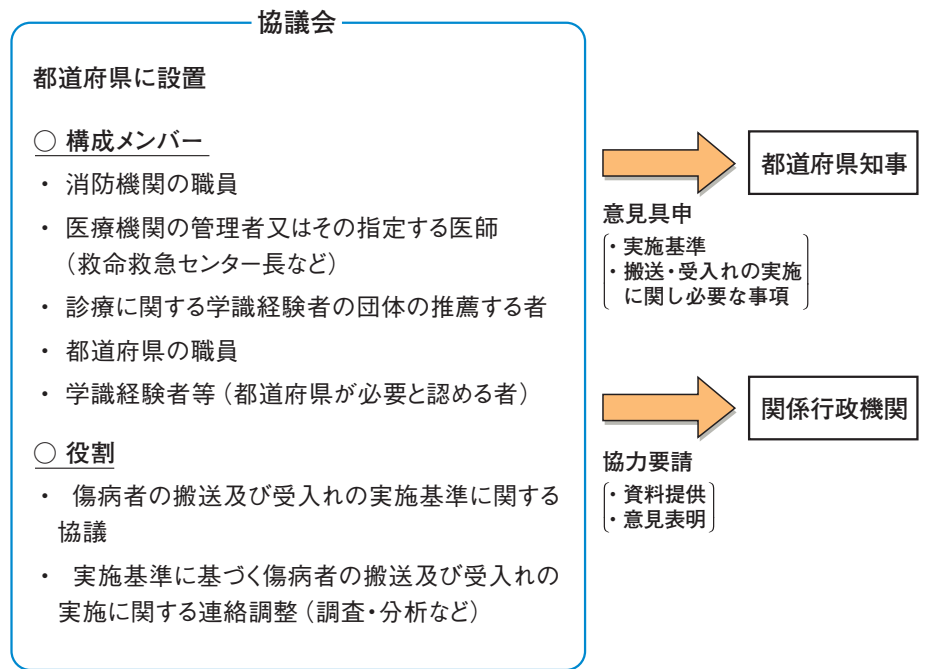 協議会
都道府県に設置
○ 構成メンバー
・ 消防機関の職員
・ 医療機関の管理者又はその指定する医師
（救命救急センター長など）
・ 診療に関する学識経験者の団体の推薦する者
・ 都道府県の職員
・ 学識経験者等（都道府県が必要と認める者）
○ 役割
・ 傷病者の搬送及び受入れの実施基準に関する
協議
・ 実施基準に基づく傷病者の搬送及び受入れの
実施に関する連絡調整（調査・分析など）
都道府県知事
意見具申
・実施基準
・搬送・受入れの実施
に関し必要な事項
関係行政機関
協力要請
・資料提供
・意見表明